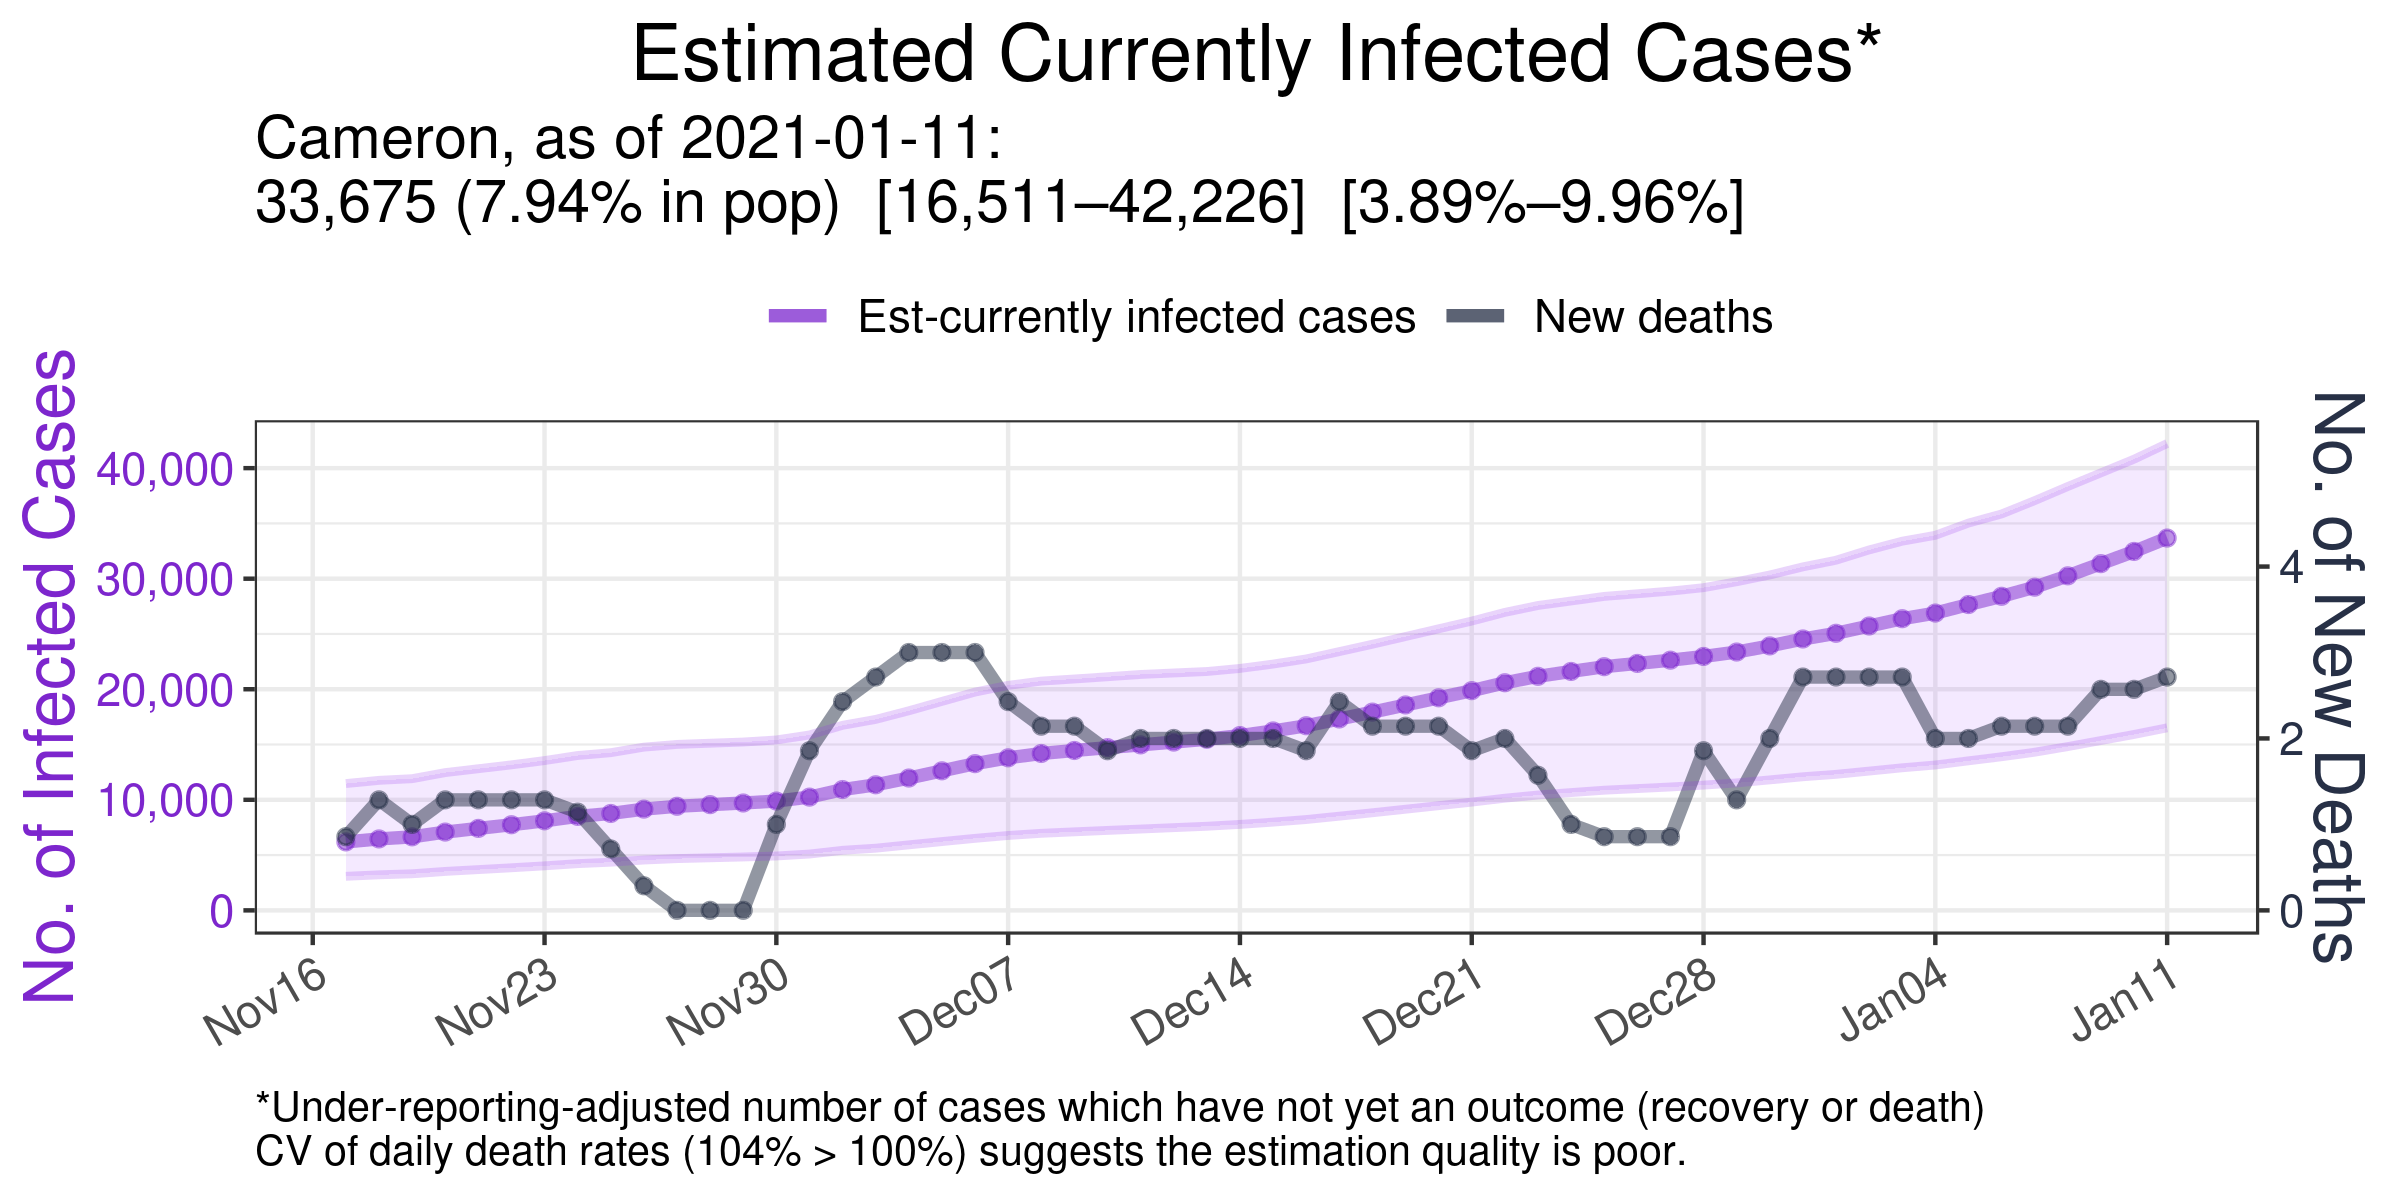 Estimated Currently Infected Cases*
Cameron, as of 2021-01-11:
33,675 (7.94% in pop)  [16,511–42,226]  [3.89%–9.96%]
Est-currently infected cases
New deaths
No. of Infected Cases
40,000
30,000
20,000
10,000
0
No. of New Deaths
4
2
0
Nov16
Nov23
Nov30
Dec07
Dec14
Dec21
Dec28
Jan04
Jan11
*Under-reporting-adjusted number of cases which have not yet an outcome (recovery or death)
CV of daily death rates (104% > 100%) suggests the estimation quality is poor.